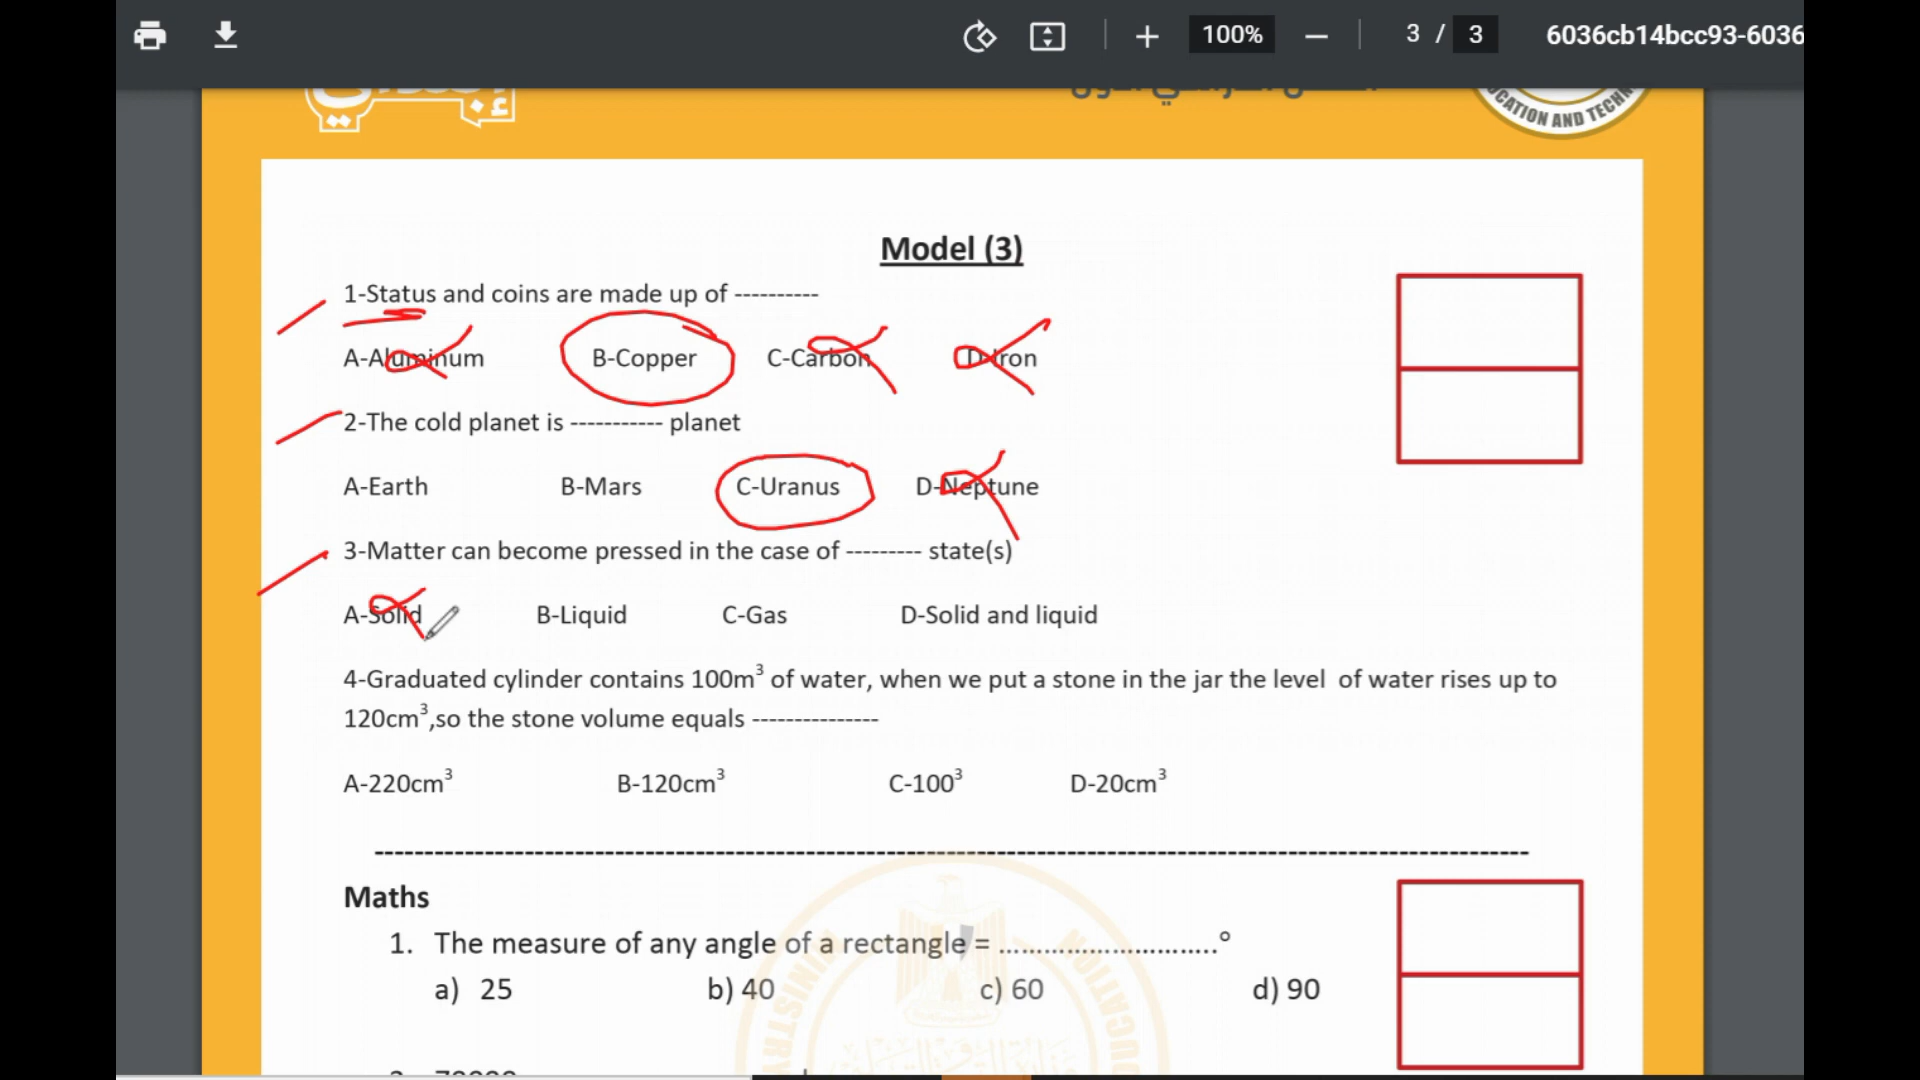 100%
3 / 3
6036cb14bcc93-6036
UCATION AND TECHN
Model (3)
1-Status and coins are made up of ----------
A-Aluminum B-Copper C-Carbon D-Iron
2-The cold planet is ----------- planet
A-Earth B-Mars C-Uranus D-Neptune
3-Matter can become pressed in the case of --------- state(s)
A-Solid B-Liquid C-Gas D-Solid and liquid
4-Graduated cylinder contains 100m³ of water, when we put a stone in the jar the level of water rises up to
120cm³,so the stone volume equals ---------------
A-220cm³ B-120cm³ C-100³ D-20cm³
Maths
1. The measure of any angle of a rectangle = ............................°
a) 25 b) 40 c) 60 d) 90
MINISTRY